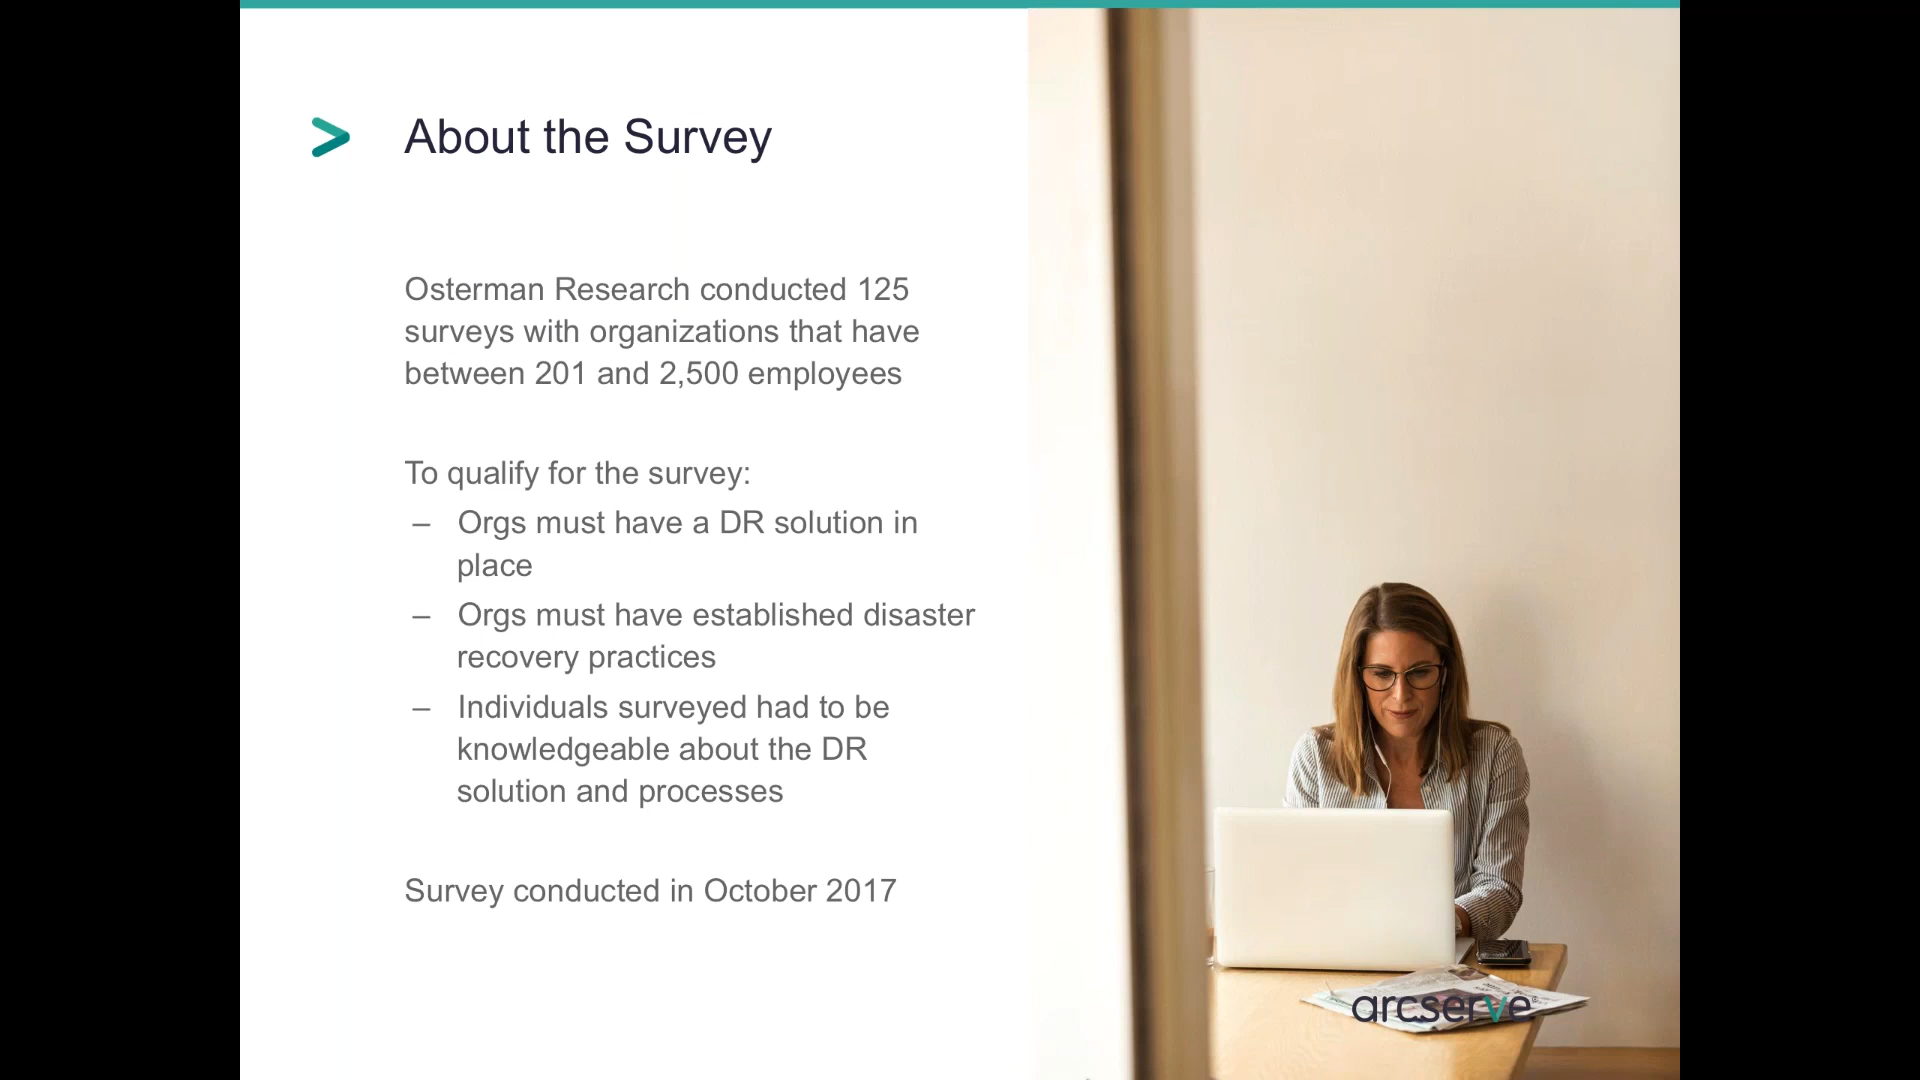 About the Survey
Osterman Research conducted 125
surveys with organizations that have
between 201 and 2,500 employees
To qualify for the survey:
– Orgs must have a DR solution in
place
– Orgs must have established disaster
recovery practices
– Individuals surveyed had to be
knowledgeable about the DR
solution and processes
Survey conducted in October 2017
arcserve®